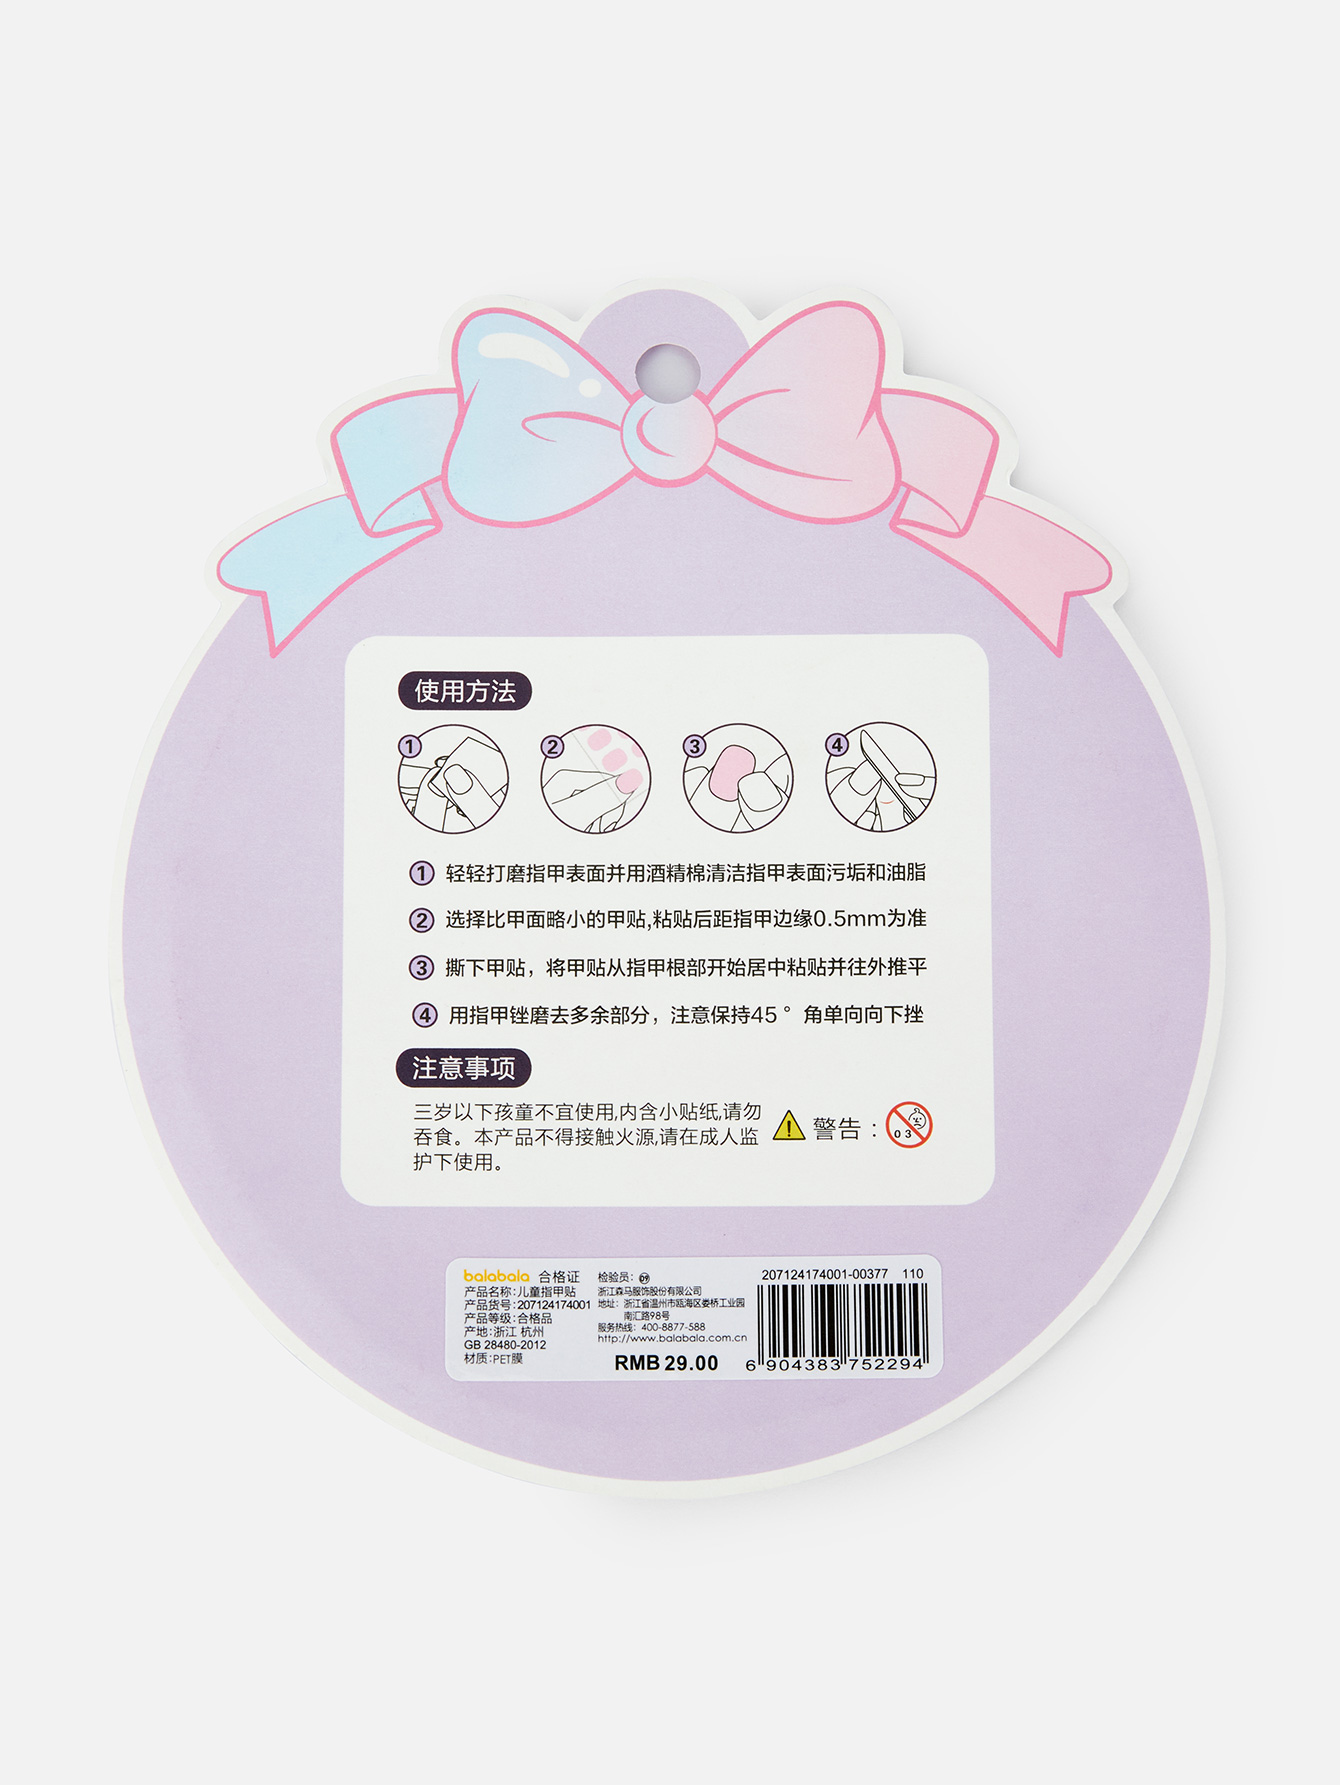 使用方法
1 2 3 4
1 轻轻打磨指甲表面并用酒精棉清洁指甲表面污垢和油脂
2 选择比甲面略小的甲贴,粘贴后距指甲边缘0.5mm为准
3 撕下甲贴，将甲贴从指甲根部开始居中粘贴并往外推平
4 用指甲锉磨去多余部分，注意保持45°角单向向下挫
注意事项
三岁以下孩童不宜使用,内含小贴纸,请勿
吞食。本产品不得接触火源,请在成人监
护下使用。
警告：
0 3
balabala 合格证
产品名称:儿童指甲贴
产品货号:207124174001
产品等级:合格品
产地:浙江 杭州
GB 28480-2012
材质:PET膜
检验员: 09
浙江森马服饰股份有限公司
地址：浙江省温州市瓯海区娄桥工业园
南汇路98号
服务热线：400-8877-588
http://www.balabala.com.cn
RMB 29.00
207124174001-00377 110
6 904383 752294